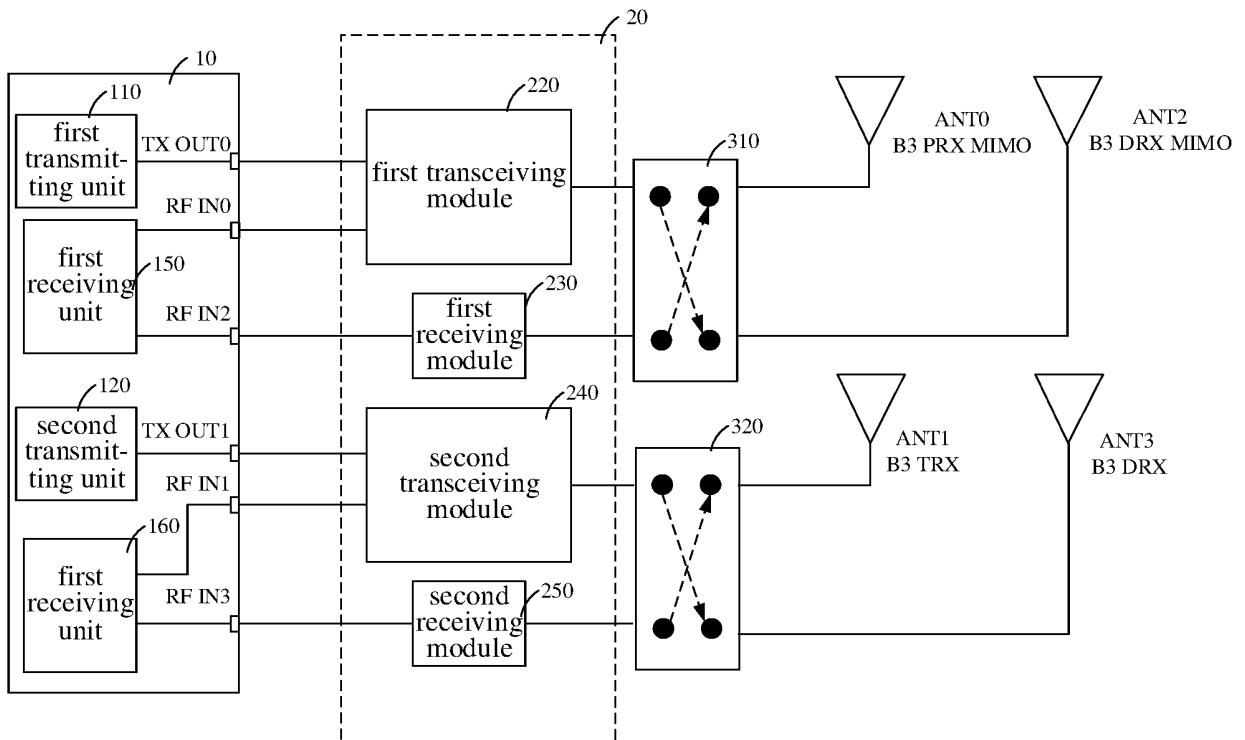 20
10
110
first
transmit-
ting unit
TX OUT0
220
first transceiving
module
310
ANT0
B3 PRX MIMO
ANT2
B3 DRX MIMO
RF IN0
first
receiving
unit
150
RF IN2
230
first
receiving
module
120
second
transmit-
ting unit
TX OUT1
240
second
transceiving
module
320
ANT1
B3 TRX
ANT3
B3 DRX
RF IN1
160
first
receiving
unit
RF IN3
second
receiving
module
250